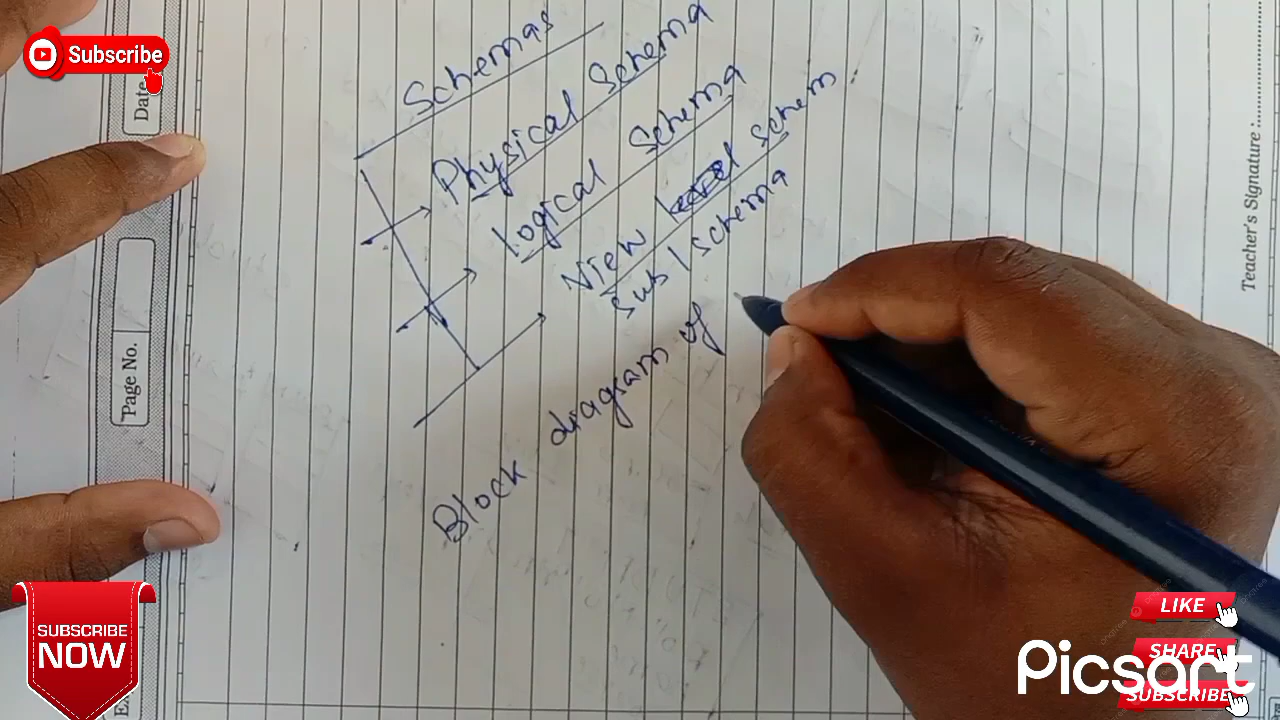 Schemas
Physical Schema
Logical Schema
View Schem
Sub / Schema
Block diagram of
Date
Page No.
Teacher's Signature :
Subscribe
SUBSCRIBE
NOW
LIKE
SHARE
SUBSCRIBE
Picsart